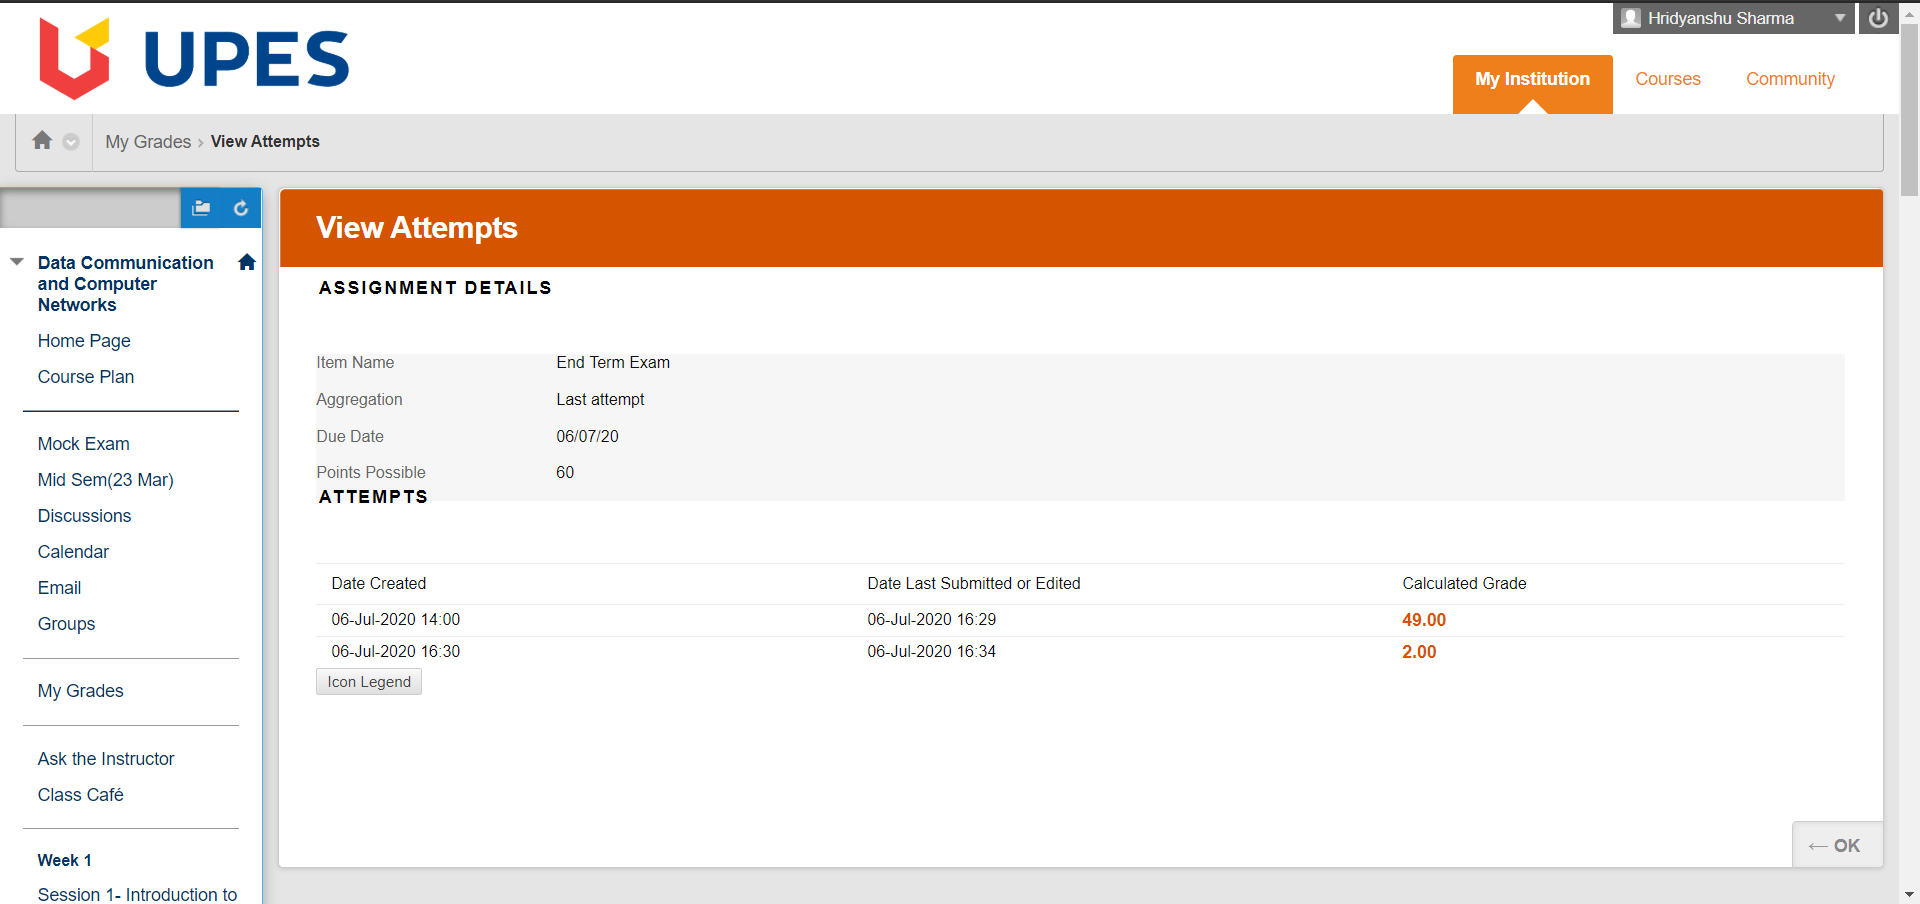 UPES
Hridyanshu Sharma
My Institution
Courses
Community
My Grades › View Attempts
Data Communication
and Computer
Networks
Home Page
Course Plan
Mock Exam
Mid Sem(23 Mar)
Discussions
Calendar
Email
Groups
My Grades
Ask the Instructor
Class Café
Week 1
Session 1- Introduction to
View Attempts
ASSIGNMENT DETAILS
Item Name End Term Exam
Aggregation Last attempt
Due Date 06/07/20
Points Possible 60
ATTEMPTS
Date Created Date Last Submitted or Edited Calculated Grade
06-Jul-2020 14:00 06-Jul-2020 16:29 49.00
06-Jul-2020 16:30 06-Jul-2020 16:34 2.00
Icon Legend
← OK